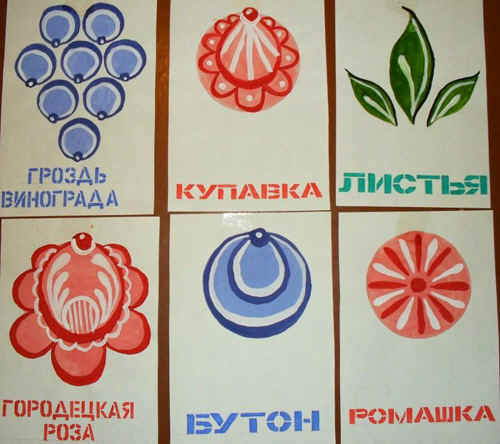 ГРОЗДЬ
ВИНОГРАДА
КУПАВКА
ЛИСТЬЯ
ГОРОДЕЦКАЯ
РОЗА
БУТОН
РОМАШКА